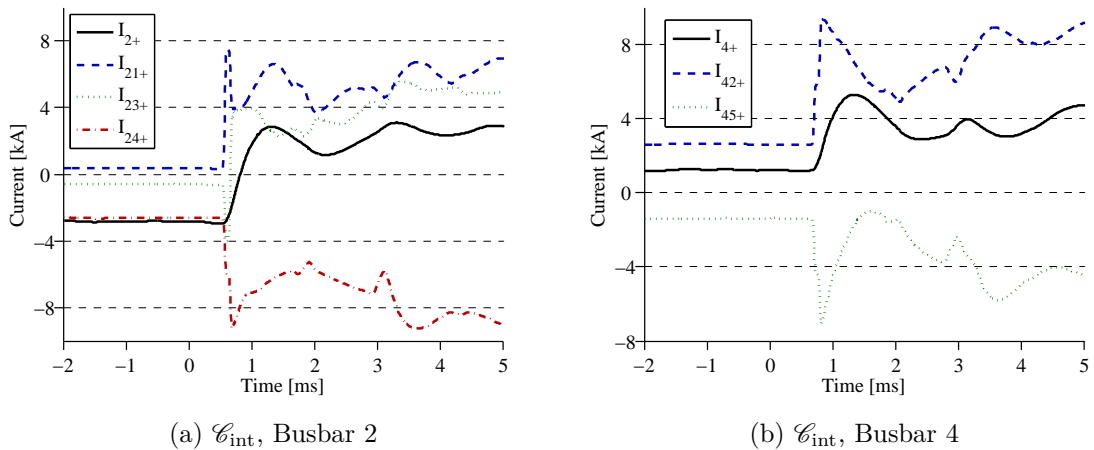 I2+
I21+
I23+
I24+
8
4
0
−4
−8
Current [kA]
−2 −1 0 1 2 3 4 5
Time [ms]
(a) 𝒞int, Busbar 2
I4+
I42+
I45+
8
4
0
−4
−8
Current [kA]
−2 −1 0 1 2 3 4 5
Time [ms]
(b) 𝒞int, Busbar 4